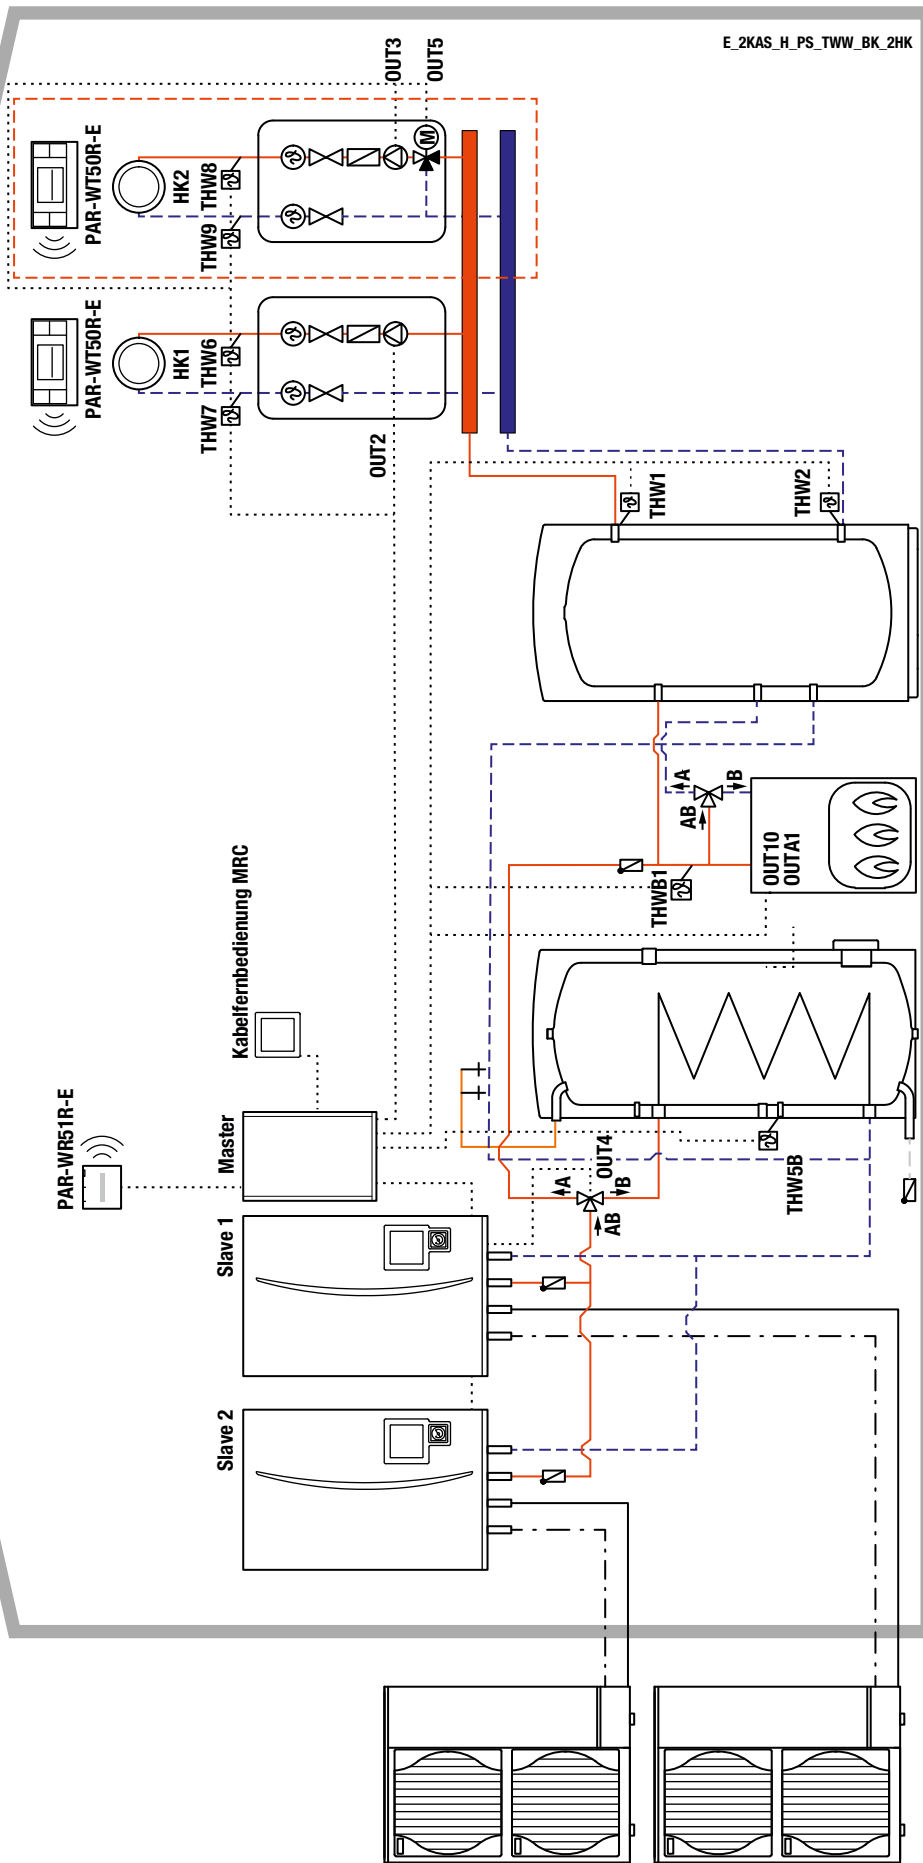 E_2KAS_H_PS_TWW_BK_2HK
PAR-WR51R-E
Kabelfernbedienung MRC
PAR-WT50R-E
PAR-WT50R-E
Slave 2
Slave 1
Master
HK1
HK2
THW7
THW6
THW9
THW8
OUT2
OUT3
OUT5
M
THW1
THW2
A
B
AB
OUT4
THW5B
THWB1
A
B
AB
OUT10
OUTA1